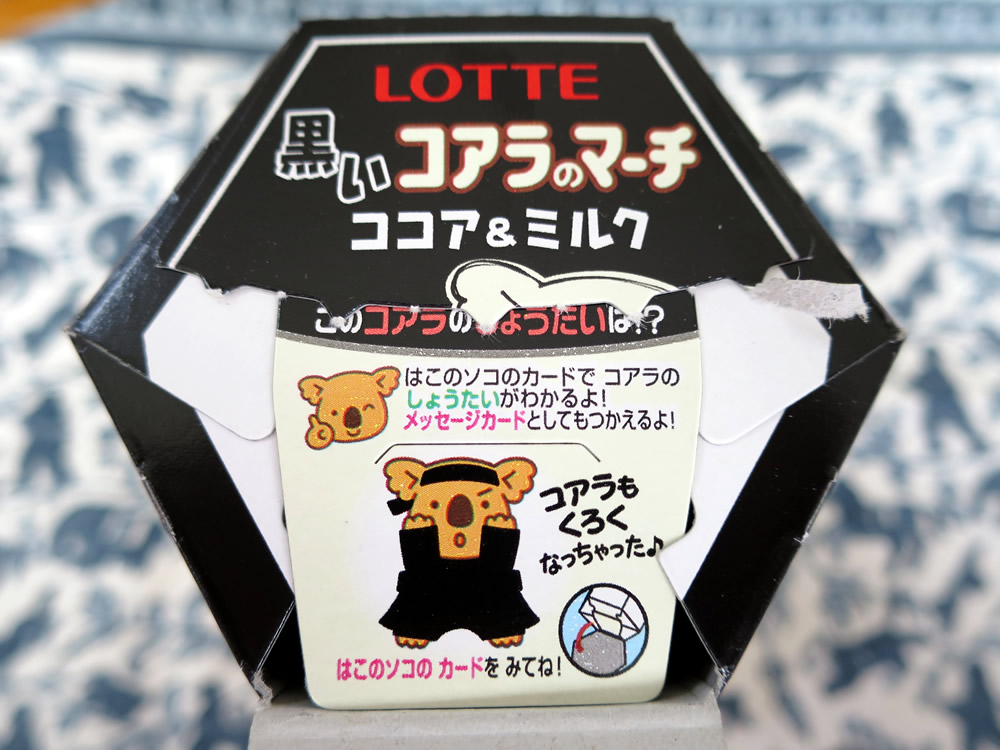 LOTTE
黒いコアラのマーチ
ココア&ミルク
このコアラのしょうたいは!?
はこのソコのカードで コアラの
しょうたいがわかるよ!
メッセージカードとしてもつかえるよ!
コアラも
くろく
なっちゃった♪
はこのソコの カードを みてね!